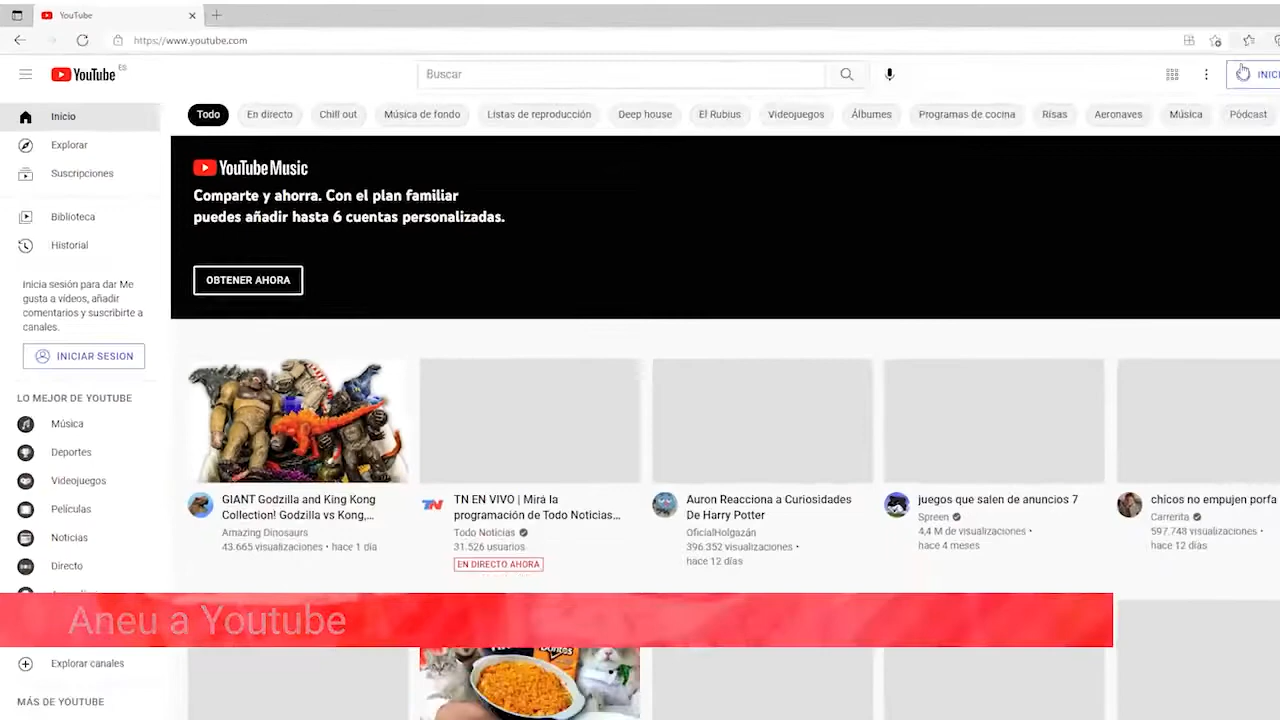 YouTube
https://www.youtube.com
YouTube ES
Buscar
INICI
Todo
En directo
Chill out
Música de fondo
Listas de reproducción
Deep house
El Rubius
Videojuegos
Álbumes
Programas de cocina
Risas
Aeronaves
Música
Pódcast
Inicio
Explorar
Suscripciones
Biblioteca
Historial
Inicia sesión para dar Me
gusta a vídeos, añadir
comentarios y suscribirte a
canales.
INICIAR SESIÓN
LO MEJOR DE YOUTUBE
Música
Deportes
Videojuegos
Películas
Noticias
Directo
Explorar canales
MÁS DE YOUTUBE
YouTube Music
Comparte y ahorra. Con el plan familiar
puedes añadir hasta 6 cuentas personalizadas.
OBTENER AHORA
GIANT Godzilla and King Kong
Collection! Godzilla vs Kong,...
Amazing Dinosaurs
43.665 visualizaciones • hace 1 día
TN
TN EN VIVO | Mirá la
programación de Todo Noticias...
Todo Noticias
31.526 usuarios
EN DIRECTO AHORA
Auron Reacciona a Curiosidades
De Harry Potter
OficialHolgazán
396.352 visualizaciones •
hace 12 días
juegos que salen de anuncios 7
Spreen
4,4 M de visualizaciones •
hace 4 meses
chicos no empujen porfa
Carrerita
597.748 visualizaciones •
hace 12 días
Aneu a Youtube
Doritos